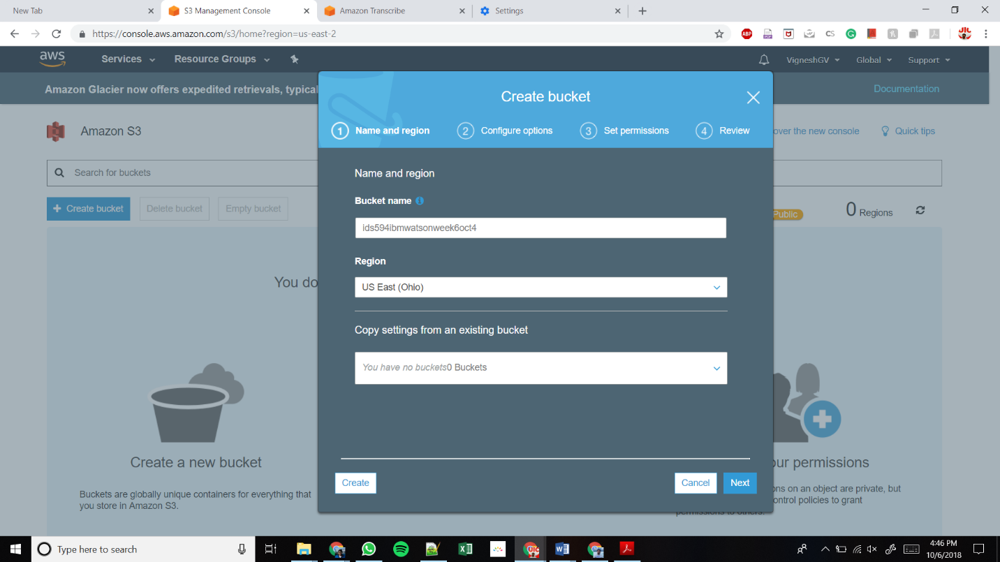 New Tab
S3 Management Console
Amazon Transcribe
Settings
https://console.aws.amazon.com/s3/home?region=us-east-2
ABP
PDF
CS
aws
Services
Resource Groups
VigneshGV
Global
Support
Amazon Glacier now offers expedited retrievals, typical
Documentation
Create bucket
1 Name and region
2 Configure options
3 Set permissions
4 Review
Amazon S3
over the new console
Quick tips
Search for buckets
Create bucket
Delete bucket
Empty bucket
Public
0 Regions
Name and region
Bucket name
ids594ibmwatsonweek6oct4
Region
US East (Ohio)
Copy settings from an existing bucket
You have no buckets0 Buckets
You do
Create a new bucket
Buckets are globally unique containers for everything that
you store in Amazon S3.
our permissions
ons on an object are private, but
ontrol policies to grant
permissions to others.
Create
Cancel
Next
Type here to search
4:46 PM
10/6/2018